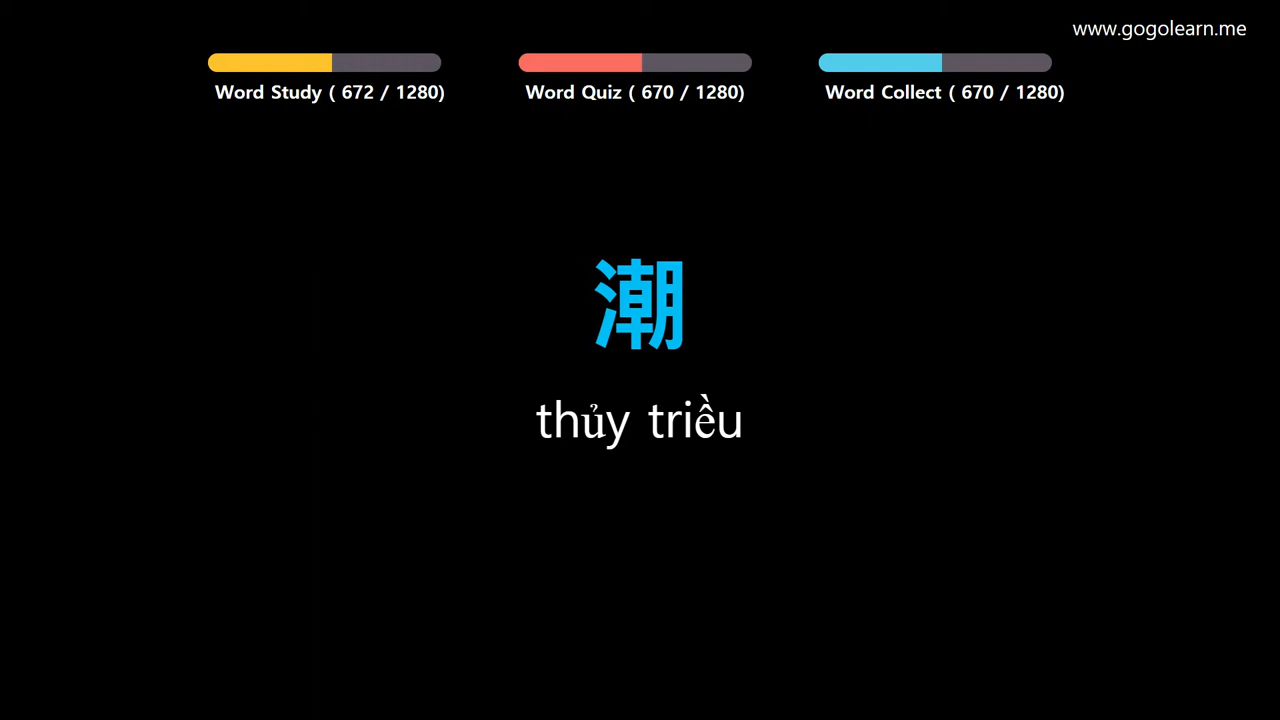 www.gogolearn.me
Word Study ( 672 / 1280)
Word Quiz ( 670 / 1280)
Word Collect ( 670 / 1280)
潮
thủy triều